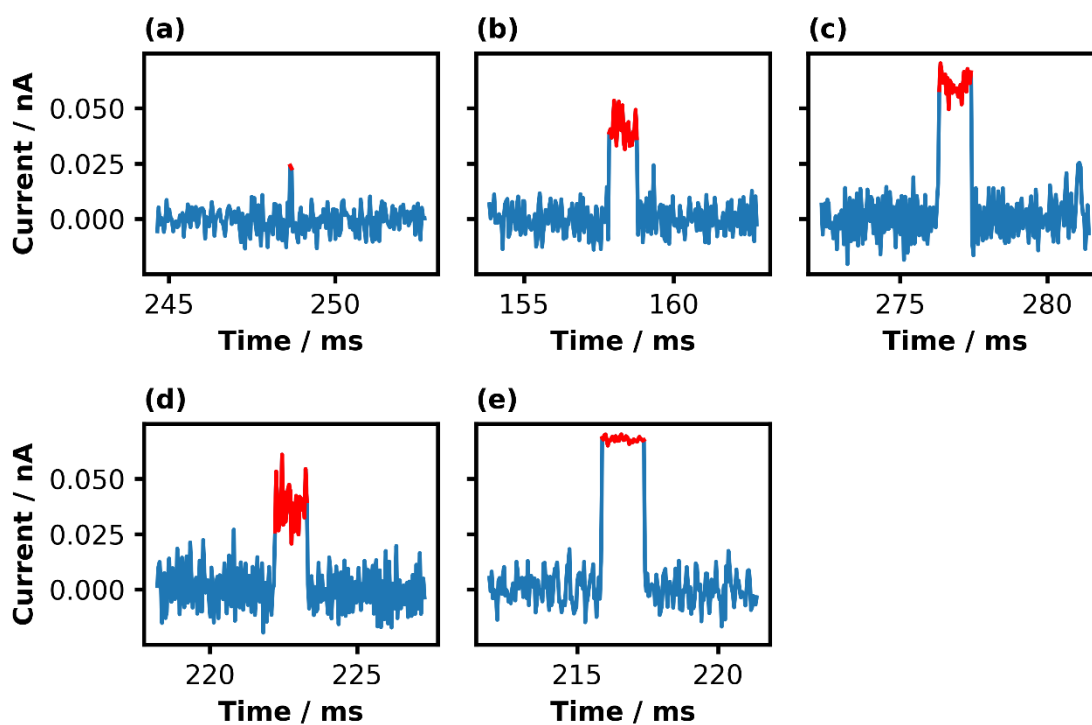 (a) (b) (c)
Current / nA
0.050
0.025
0.000
245 250 155 160 275 280
Time / ms Time / ms Time / ms
(d) (e)
Current / nA
0.050
0.025
0.000
220 225 215 220
Time / ms Time / ms